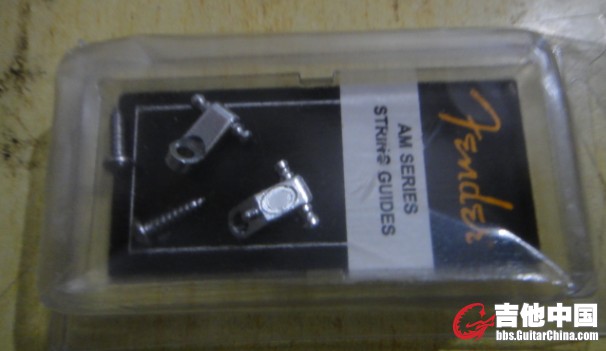 AM SERIES
STRING GUIDES
Fender
吉他中国
bbs.GuitarChina.com